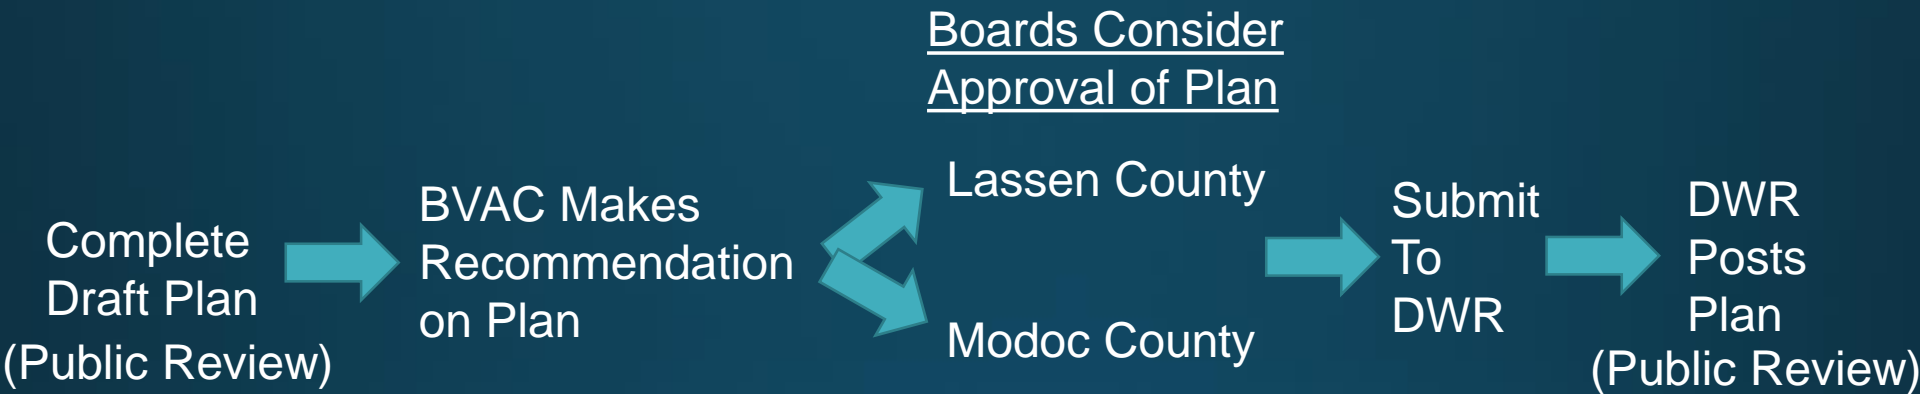 Complete
Draft Plan
(Public Review)
BVAC Makes
Recommendation
on Plan
Boards Consider
Approval of Plan
Lassen County
Modoc County
Submit
To
DWR
DWR
Posts
Plan
(Public Review)